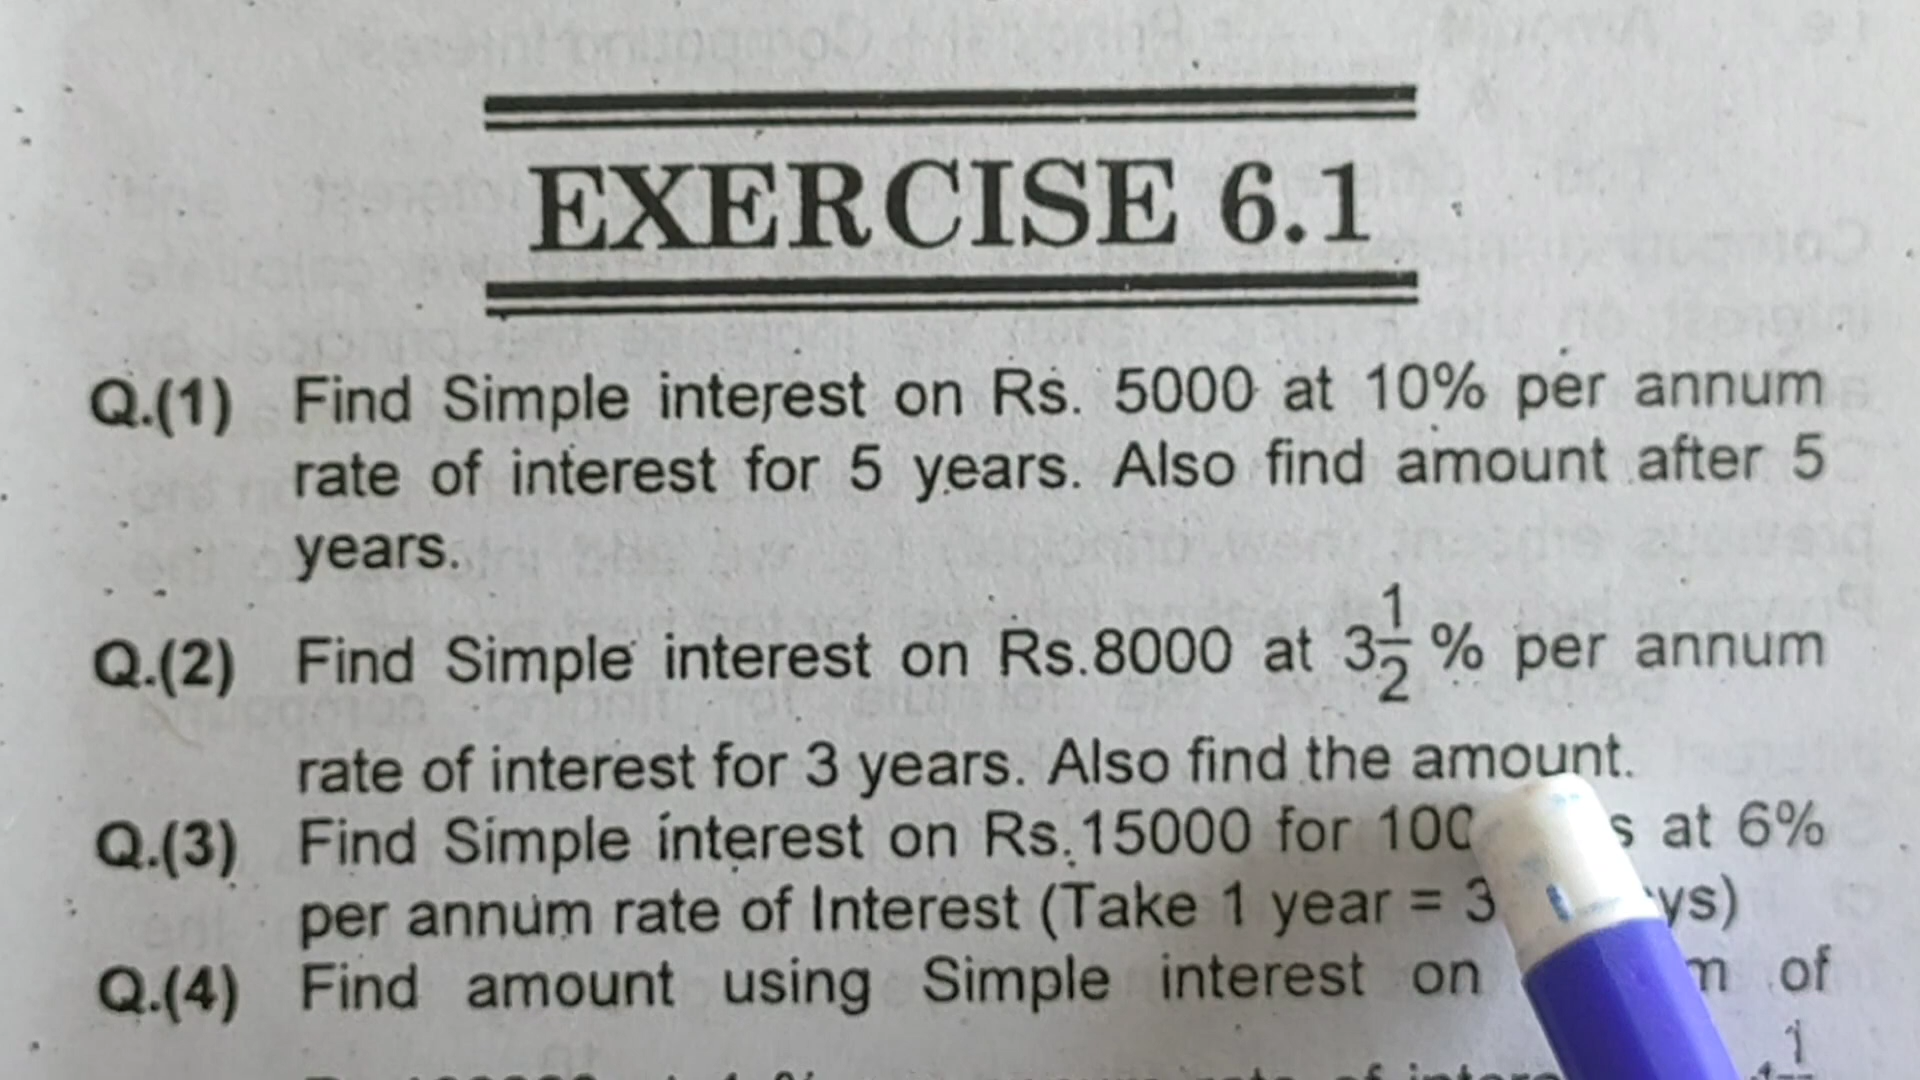 EXERCISE 6.1
Q.(1) Find Simple interest on Rs. 5000 at 10% per annum
rate of interest for 5 years. Also find amount after 5
years.
Q.(2) Find Simple interest on Rs.8000 at 3 1/2 % per annum
rate of interest for 3 years. Also find the amount.
Q.(3) Find Simple interest on Rs.15000 for at 6%
per annum rate of Interest (Take 1 year =
Q.(4) Find amount using Simple interest on of